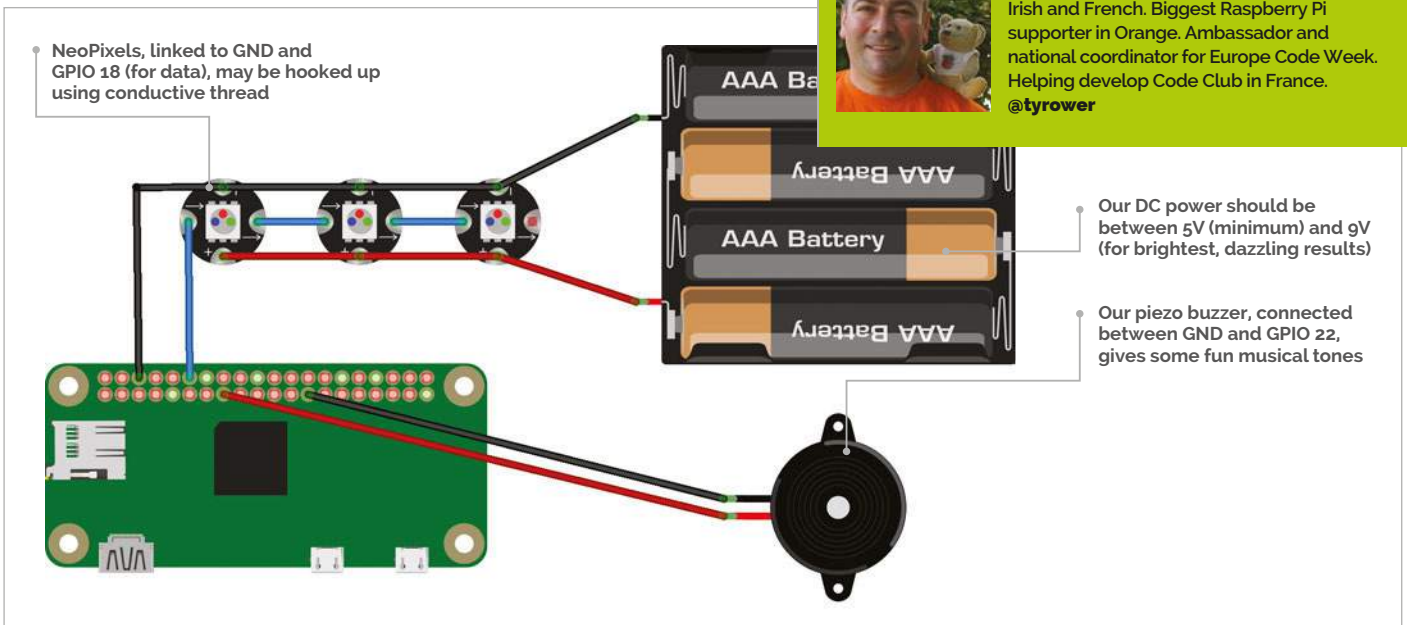 Irish and French. Biggest Raspberry Pi
supporter in Orange. Ambassador and
national coordinator for Europe Code Week.
Helping develop Code Club in France.
@tyrower
NeoPixels, linked to GND and
GPIO 18 (for data), may be hooked up
using conductive thread
AAA Ba
AAA Battery
AAA Battery
AAA Battery
Our DC power should be
between 5V (minimum) and 9V
(for brightest, dazzling results)
Our piezo buzzer, connected
between GND and GPIO 22,
gives some fun musical tones